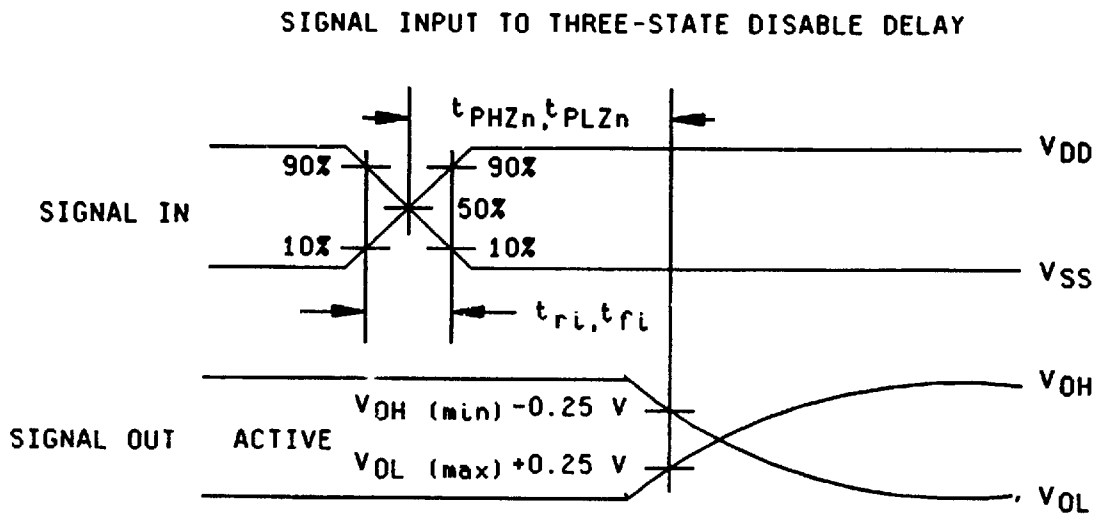 SIGNAL INPUT TO THREE-STATE DISABLE DELAY
tPHZn,tPLZn
VDD
90% 90%
SIGNAL IN 50%
10% 10%
VSS
tri,tfi
VOH
VOH (min) -0.25 V
SIGNAL OUT ACTIVE
VOL (max) +0.25 V
VOL